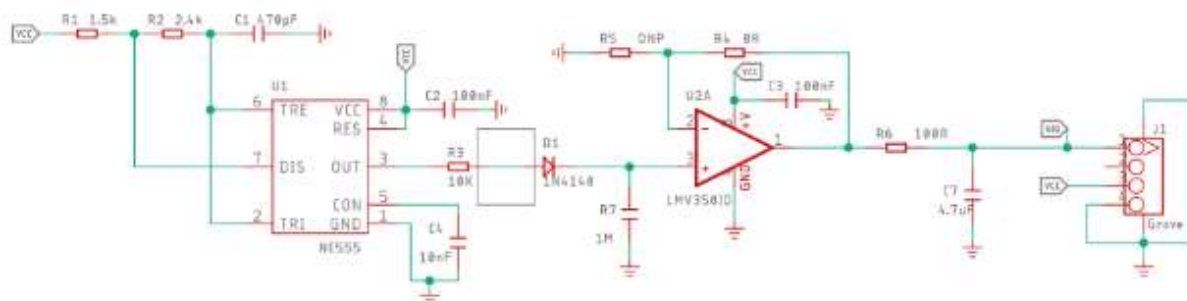 R1 1.5k
R2 2.4k
C1 470pF
VCC
R5 DNP
R4 0R
VCC
VCC
C3 100nF
U1
U2A
C2 100nF
6 TRE
VCC 8
RES 4
7 DIS
OUT 3
R3
10K
D1
1N4148
2 -
3 +
8
+V
GND
1
LMV358ID
R6 100R
J1
VCC
CON 5
GND 1
2 TRI
NE555
C4
10nF
R7
1M
C7
4.7uF
Grove